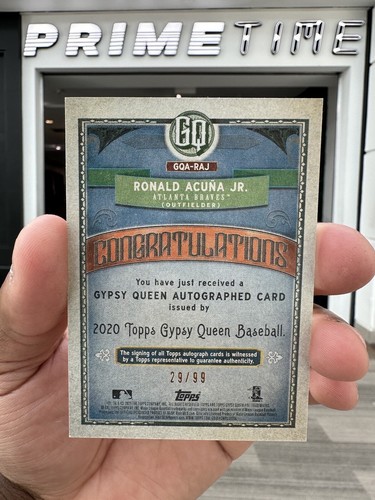 PRIMETIME
GQ
GQA-RAJ
RONALD ACUÑA JR.
ATLANTA BRAVES™
(OUTFIELDER)
CONGRATULATIONS
You have just received a
GYPSY QUEEN AUTOGRAPHED CARD
issued by
2020 Topps Gypsy Queen Baseball.
The signing of all Topps autograph cards is witnessed
by a Topps representative to guarantee authenticity.
29/99
Topps